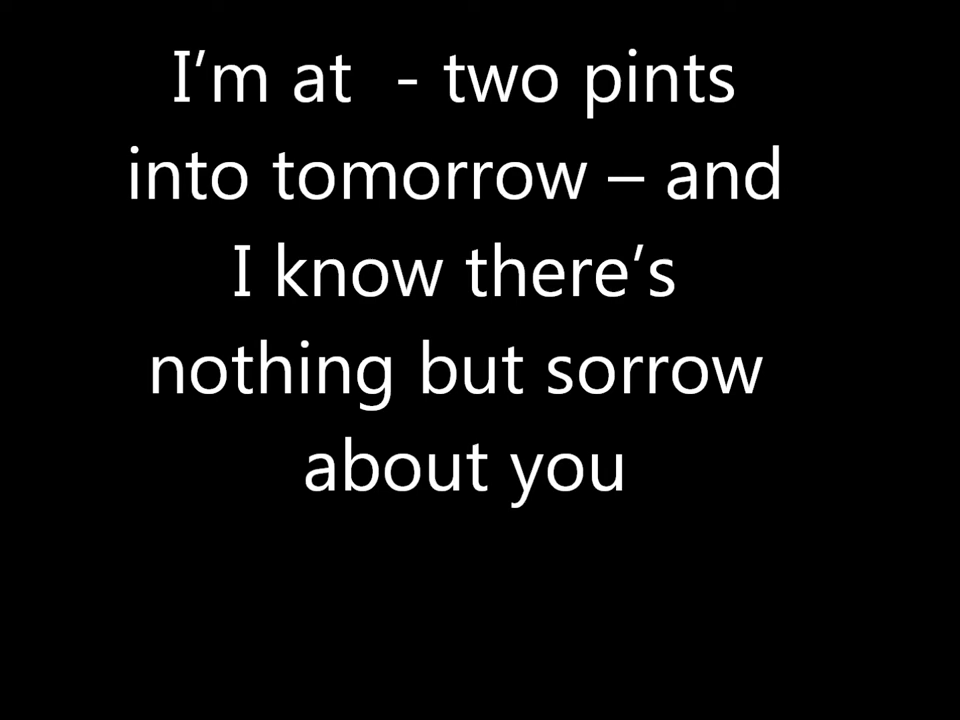 I’m at  - two pints
into tomorrow – and
I know there’s
nothing but sorrow
about you